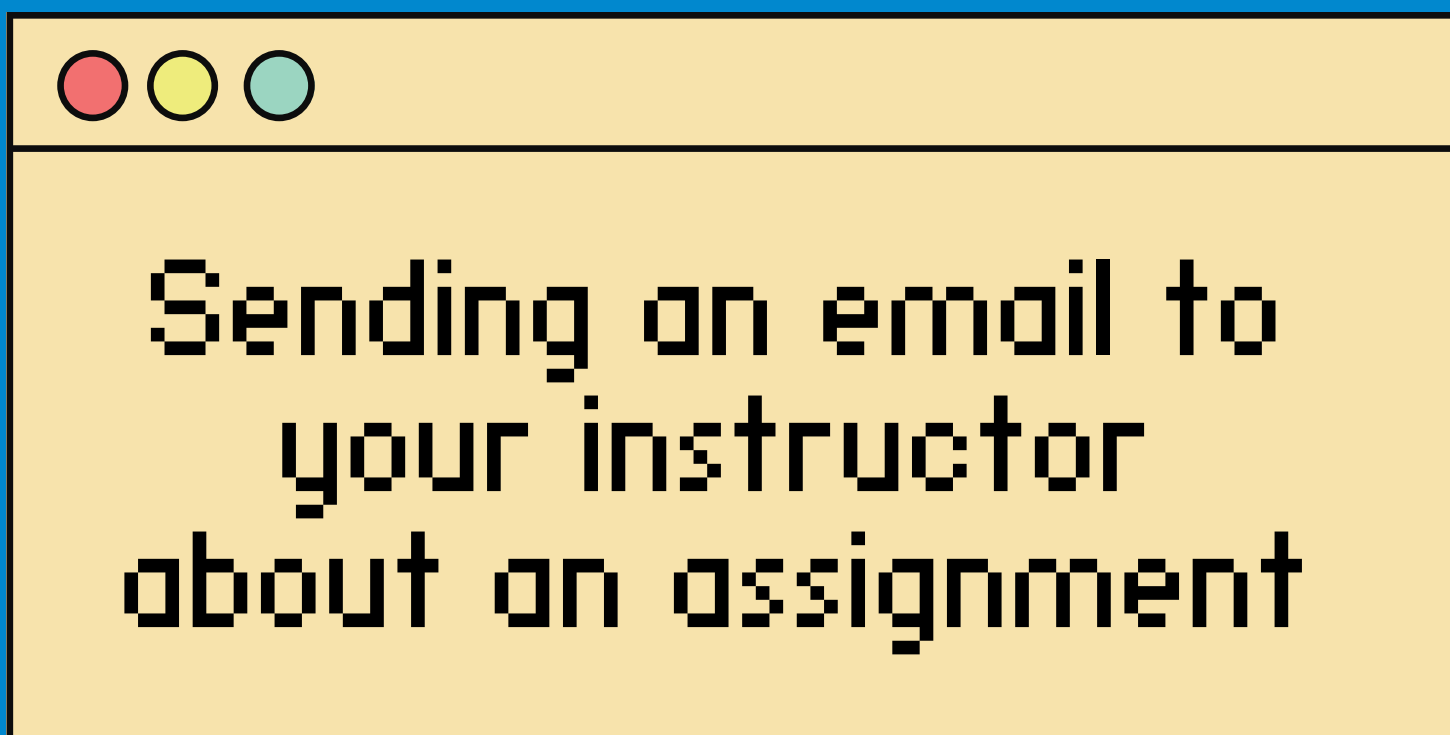 Sending an email to
your instructor
about an assignment